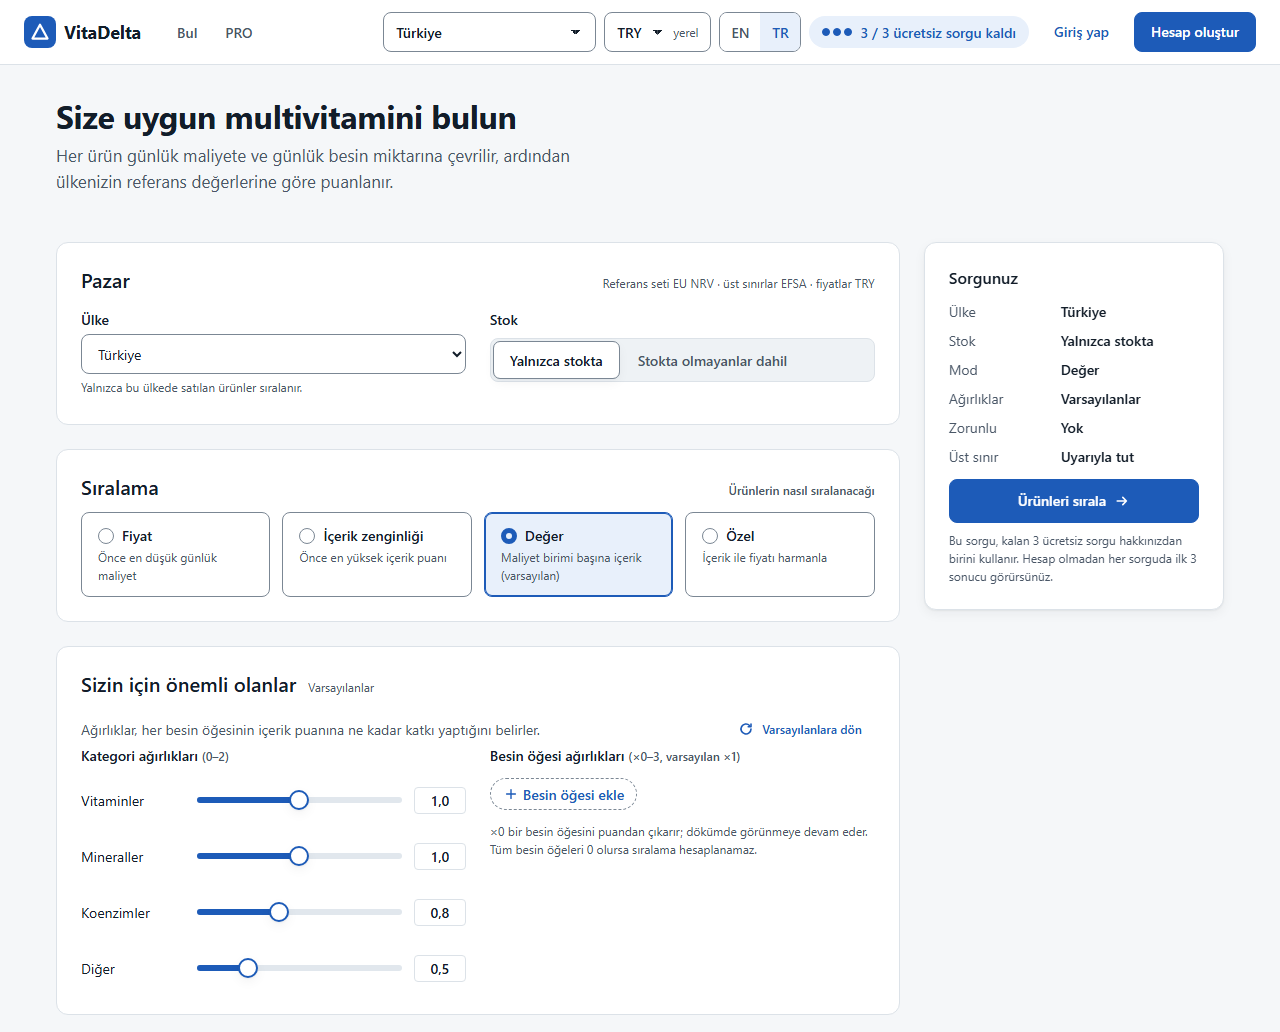 VitaDelta
Bul
PRO
Türkiye
TRY
yerel
EN
TR
3 / 3 ücretsiz sorgu kaldı
Giriş yap
Hesap oluştur
Size uygun multivitamini bulun
Her ürün günlük maliyete ve günlük besin miktarına çevrilir, ardından
ülkenizin referans değerlerine göre puanlanır.
Pazar
Referans seti EU NRV · üst sınırlar EFSA · fiyatlar TRY
Ülke
Türkiye
Yalnızca bu ülkede satılan ürünler sıralanır.
Stok
Yalnızca stokta
Stokta olmayanlar dahil
Sıralama
Ürünlerin nasıl sıralanacağı
Fiyat
Önce en düşük günlük
maliyet
İçerik zenginliği
Önce en yüksek içerik puanı
Değer
Maliyet birimi başına içerik
(varsayılan)
Özel
İçerik ile fiyatı harmanla
Sizin için önemli olanlar
Varsayılanlar
Ağırlıklar, her besin öğesinin içerik puanına ne kadar katkı yaptığını belirler.
Varsayılanlara dön
Kategori ağırlıkları (0–2)
Vitaminler
1,0
Mineraller
1,0
Koenzimler
0,8
Diğer
0,5
Besin öğesi ağırlıkları (×0–3, varsayılan ×1)
+ Besin öğesi ekle
×0 bir besin öğesini puandan çıkarır; dökümde görünmeye devam eder.
Tüm besin öğeleri 0 olursa sıralama hesaplanamaz.
Sorgunuz
Ülke Türkiye
Stok Yalnızca stokta
Mod Değer
Ağırlıklar Varsayılanlar
Zorunlu Yok
Üst sınır Uyarıyla tut
Ürünleri sırala →
Bu sorgu, kalan 3 ücretsiz sorgu hakkınızdan
birini kullanır. Hesap olmadan her sorguda ilk 3
sonucu görürsünüz.